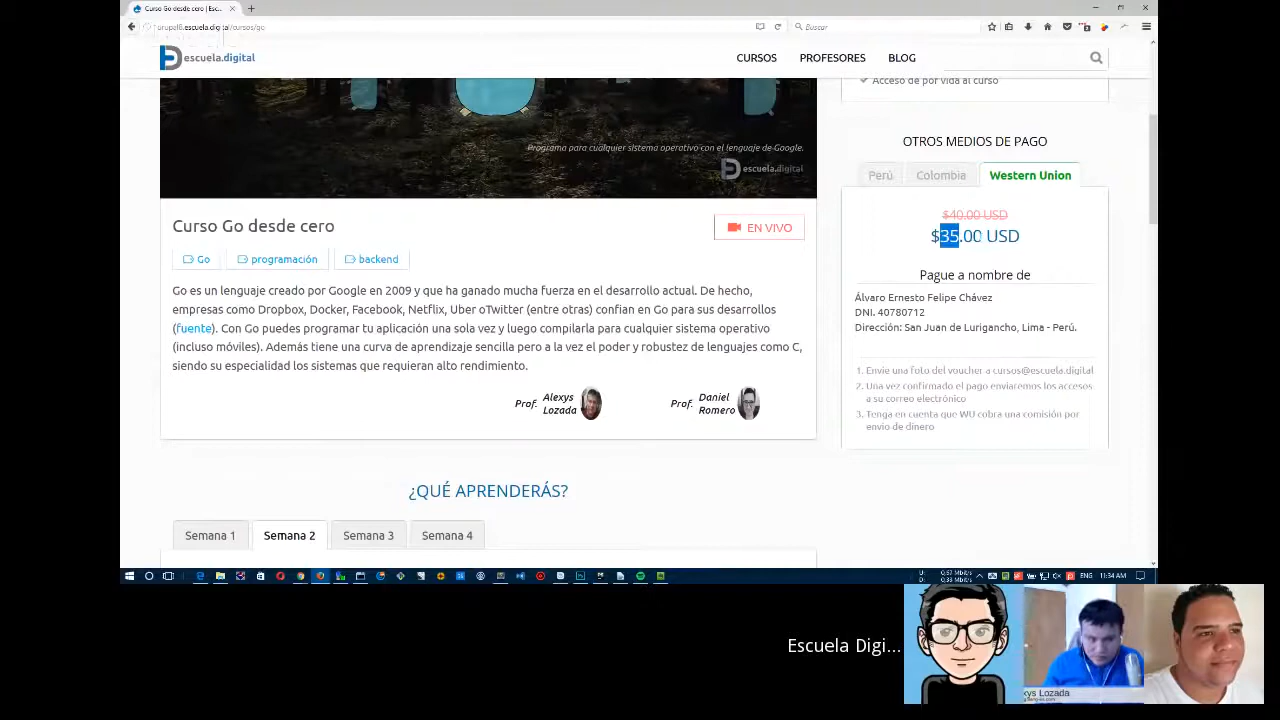 Curso Go desde cero | Esc...
drupal8.escuela.digital/cursos/go
Buscar
escuela.digital
CURSOS
PROFESORES
BLOG
Acceso de por vida al curso
Programa para cualquier sistema operativo con el lenguaje de Google.
escuela.digital
OTROS MEDIOS DE PAGO
Perú
Colombia
Western Union
$40.00 USD
$35.00 USD
Pague a nombre de
Álvaro Ernesto Felipe Chávez
DNI. 40780712
Dirección: San Juan de Lurigancho, Lima - Perú.
1. Envie una foto del voucher a cursos@escuela.digital
2. Una vez confirmado el pago enviaremos los accesos
a su correo electrónico
3. Tenga en cuenta que WU cobra una comisión por
envio de dinero
Curso Go desde cero
EN VIVO
Go
programación
backend
Go es un lenguaje creado por Google en 2009 y que ha ganado mucha fuerza en el desarrollo actual. De hecho,
empresas como Dropbox, Docker, Facebook, Netflix, Uber oTwitter (entre otras) confian en Go para sus desarrollos
(fuente). Con Go puedes programar tu aplicación una sola vez y luego compilarla para cualquier sistema operativo
(incluso móviles). Además tiene una curva de aprendizaje sencilla pero a la vez el poder y robustez de lenguajes como C,
siendo su especialidad los sistemas que requieran alto rendimiento.
Prof. Alexys
Lozada
Prof. Daniel
Romero
¿QUÉ APRENDERÁS?
Semana 1
Semana 2
Semana 3
Semana 4
ENG
11:34 AM
Escuela Digi...
xys Lozada